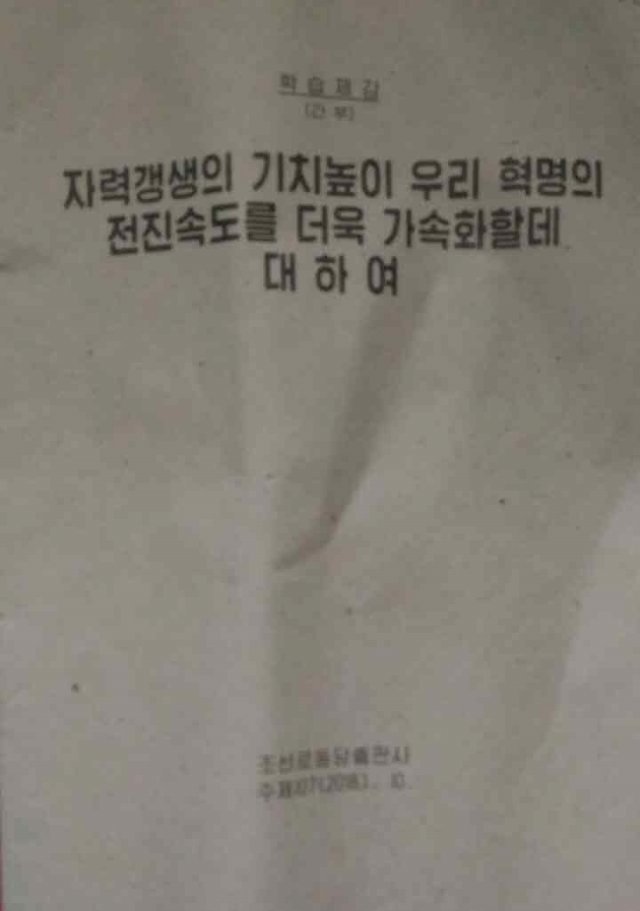 학습제강
(간부)
자력갱생의 기치높이 우리 혁명의
전진속도를 더욱 가속화할데
대하여
조선로동당출판사
주체107(2018). 10.